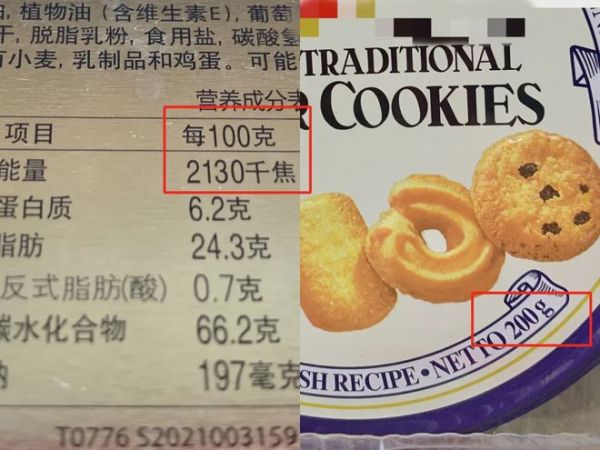 植物油 (含维生素E), 葡萄
脱脂乳粉, 食用盐, 碳酸氢
小麦, 乳制品和鸡蛋。可能
营养成分表
项目 每100克
能量 2130千焦
蛋白质 6.2克
脂肪 24.3克
反式脂肪(酸) 0.7克
碳水化合物 66.2克
钠 197毫克
T0776 S2021003159
TRADITIONAL
R COOKIES
SH RECIPE • NETTO 200 g